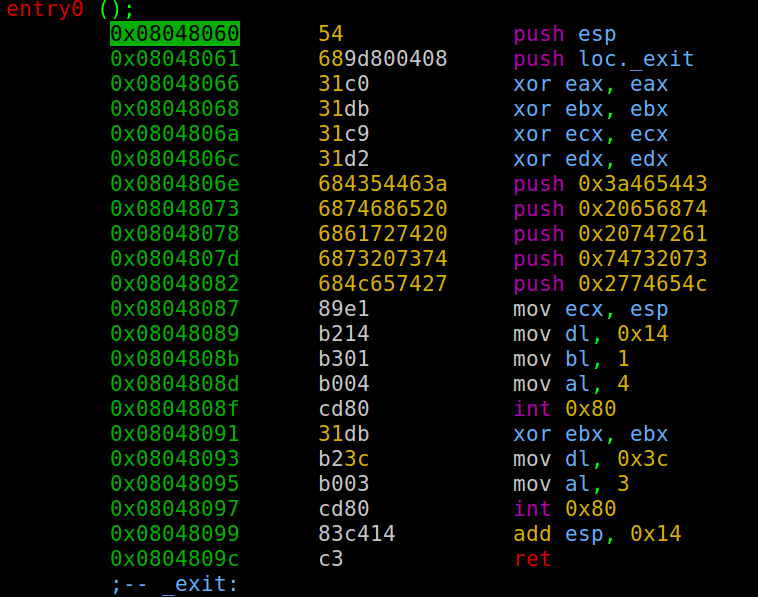 entry0 ();
0x08048060 54 push esp
0x08048061 689d800408 push loc._exit
0x08048066 31c0 xor eax, eax
0x08048068 31db xor ebx, ebx
0x0804806a 31c9 xor ecx, ecx
0x0804806c 31d2 xor edx, edx
0x0804806e 684354463a push 0x3a465443
0x08048073 6874686520 push 0x20656874
0x08048078 6861727420 push 0x20747261
0x0804807d 6873207374 push 0x74732073
0x08048082 684c657427 push 0x2774654c
0x08048087 89e1 mov ecx, esp
0x08048089 b214 mov dl, 0x14
0x0804808b b301 mov bl, 1
0x0804808d b004 mov al, 4
0x0804808f cd80 int 0x80
0x08048091 31db xor ebx, ebx
0x08048093 b23c mov dl, 0x3c
0x08048095 b003 mov al, 3
0x08048097 cd80 int 0x80
0x08048099 83c414 add esp, 0x14
0x0804809c c3 ret
;-- _exit: